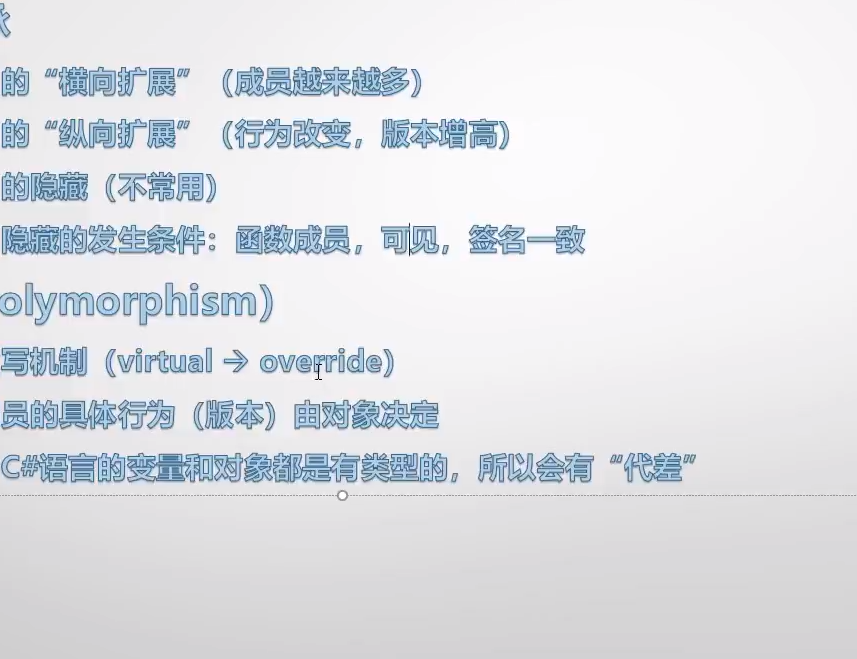 的“横向扩展”（成员越来越多）
的“纵向扩展”（行为改变，版本增高）
的隐藏（不常用）
隐藏的发生条件：函数成员，可见，签名一致
olymorphism）
写机制（virtual → override）
员的具体行为（版本）由对象决定
C#语言的变量和对象都是有类型的，所以会有“代差”